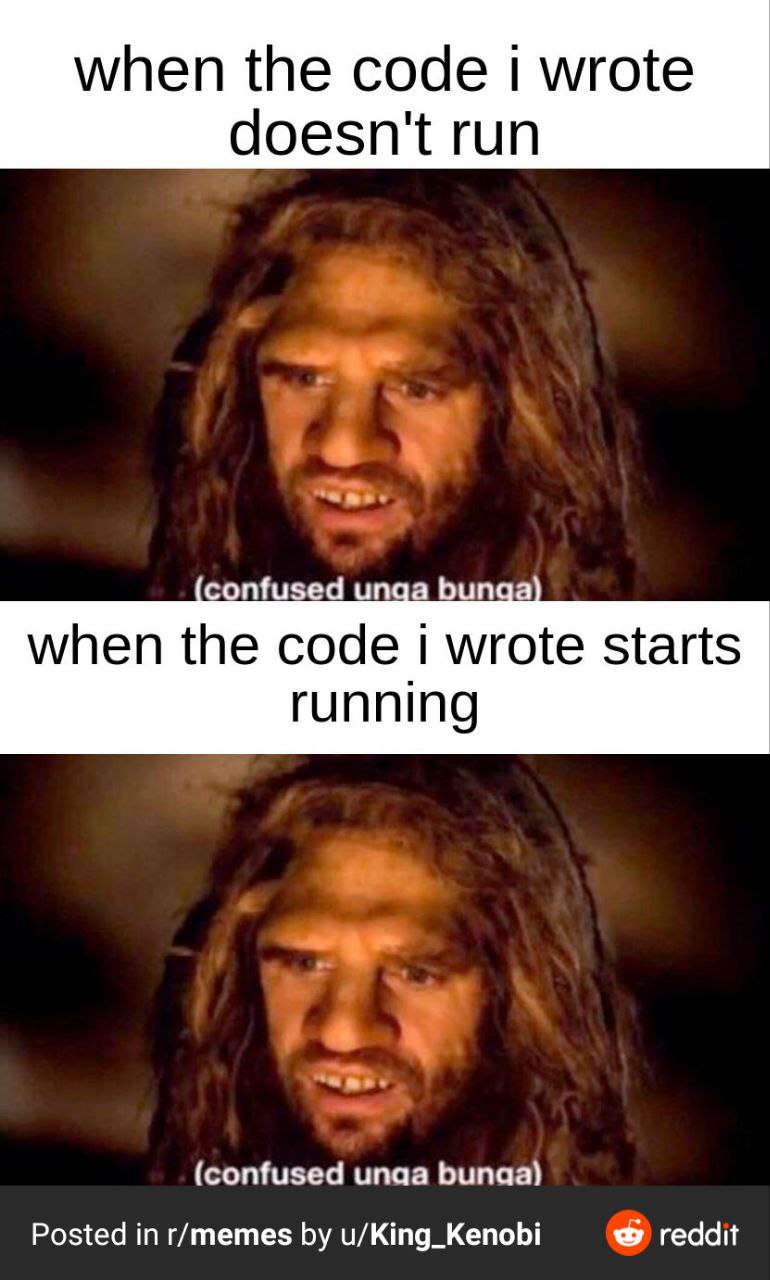 when the code i wrote
doesn't run
(confused unga bunga)
when the code i wrote starts
running
(confused unga bunga)
Posted in r/memes by u/King_Kenobi
reddit